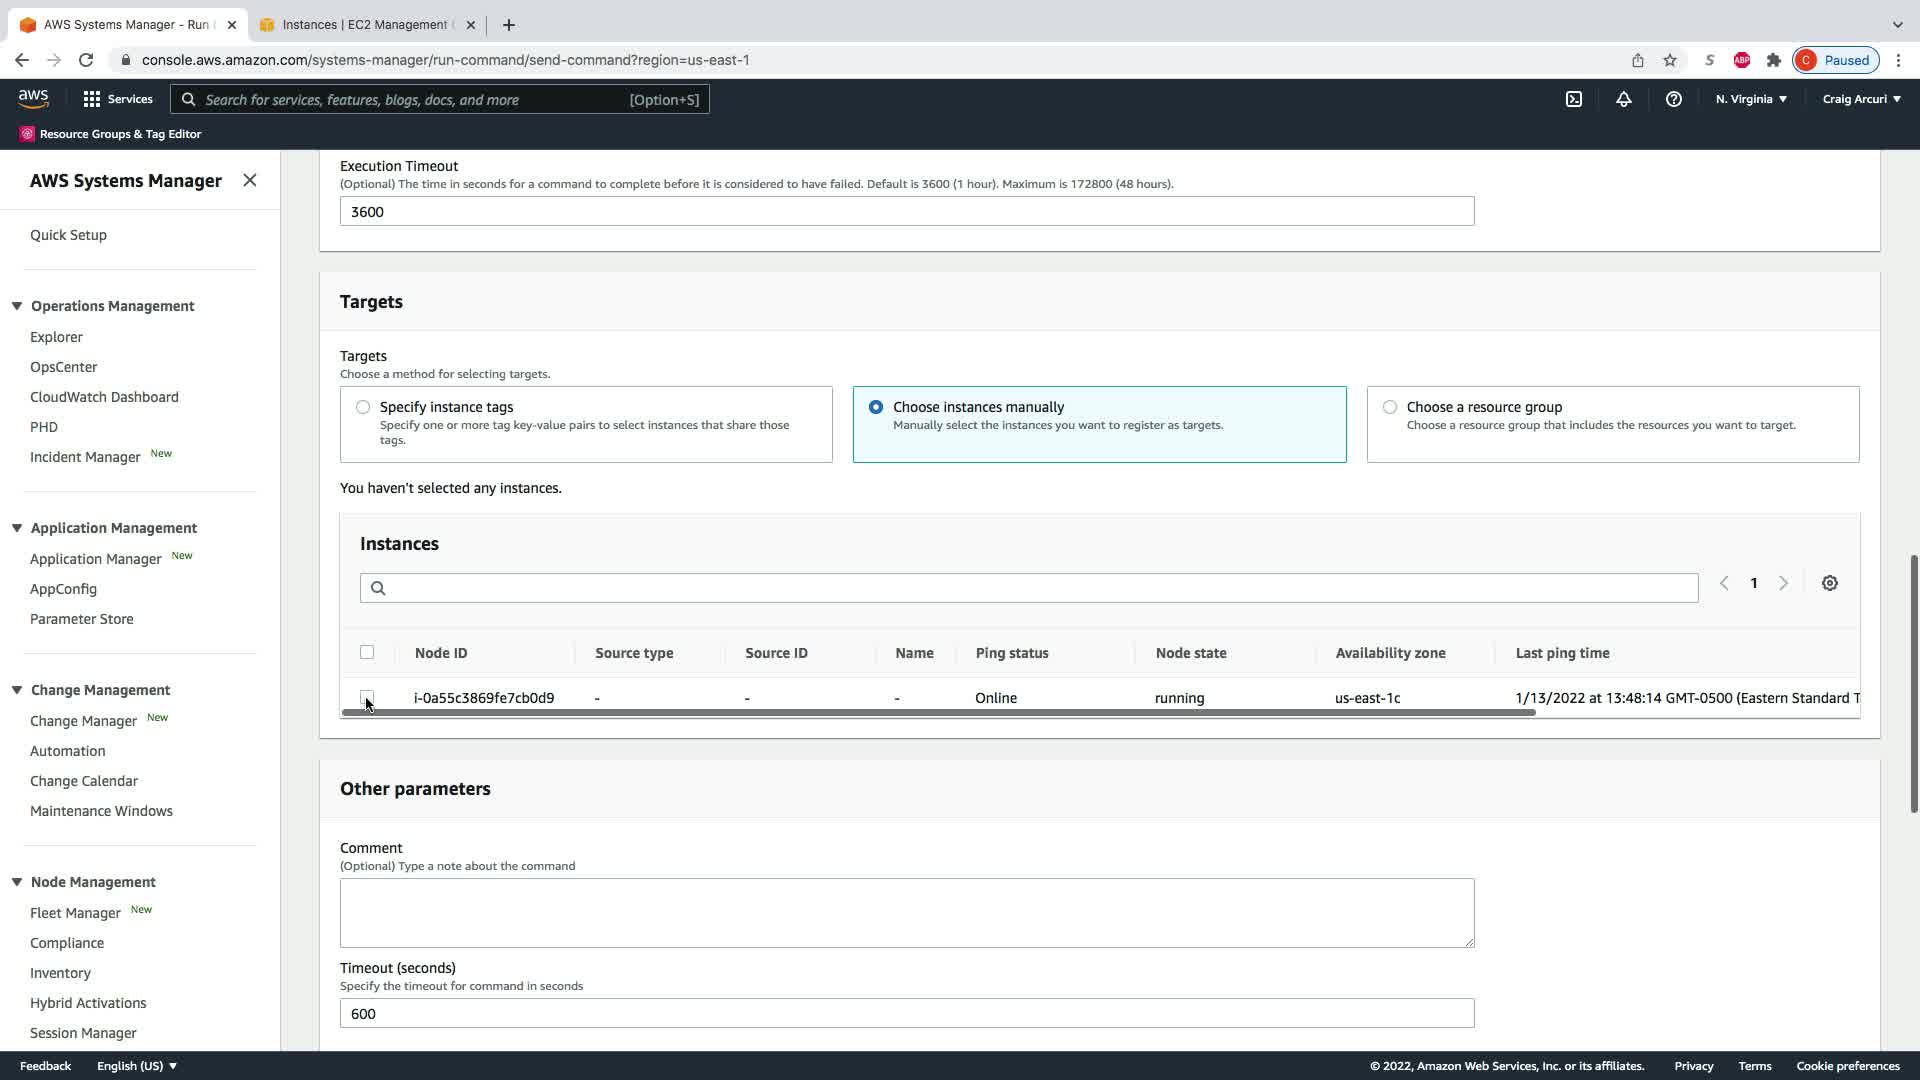 AWS Systems Manager - Run
Instances | EC2 Management
console.aws.amazon.com/systems-manager/run-command/send-command?region=us-east-1
S
ABP
C Paused
aws
Services
Search for services, features, blogs, docs, and more [Option+S]
N. Virginia
Craig Arcuri
Resource Groups & Tag Editor
AWS Systems Manager
Quick Setup
Operations Management
Explorer
OpsCenter
CloudWatch Dashboard
PHD
Incident Manager New
Application Management
Application Manager New
AppConfig
Parameter Store
Change Management
Change Manager New
Automation
Change Calendar
Maintenance Windows
Node Management
Fleet Manager New
Compliance
Inventory
Hybrid Activations
Session Manager
Execution Timeout
(Optional) The time in seconds for a command to complete before it is considered to have failed. Default is 3600 (1 hour). Maximum is 172800 (48 hours).
3600
Targets
Targets
Choose a method for selecting targets.
Specify instance tags
Specify one or more tag key-value pairs to select instances that share those
tags.
Choose instances manually
Manually select the instances you want to register as targets.
Choose a resource group
Choose a resource group that includes the resources you want to target.
You haven't selected any instances.
Instances
1
Node ID Source type Source ID Name Ping status Node state Availability zone Last ping time
i-0a55c3869fe7cb0d9 - - - Online running us-east-1c 1/13/2022 at 13:48:14 GMT-0500 (Eastern Standard T
Other parameters
Comment
(Optional) Type a note about the command
Timeout (seconds)
Specify the timeout for command in seconds
600
Feedback English (US) © 2022, Amazon Web Services, Inc. or its affiliates. Privacy Terms Cookie preferences